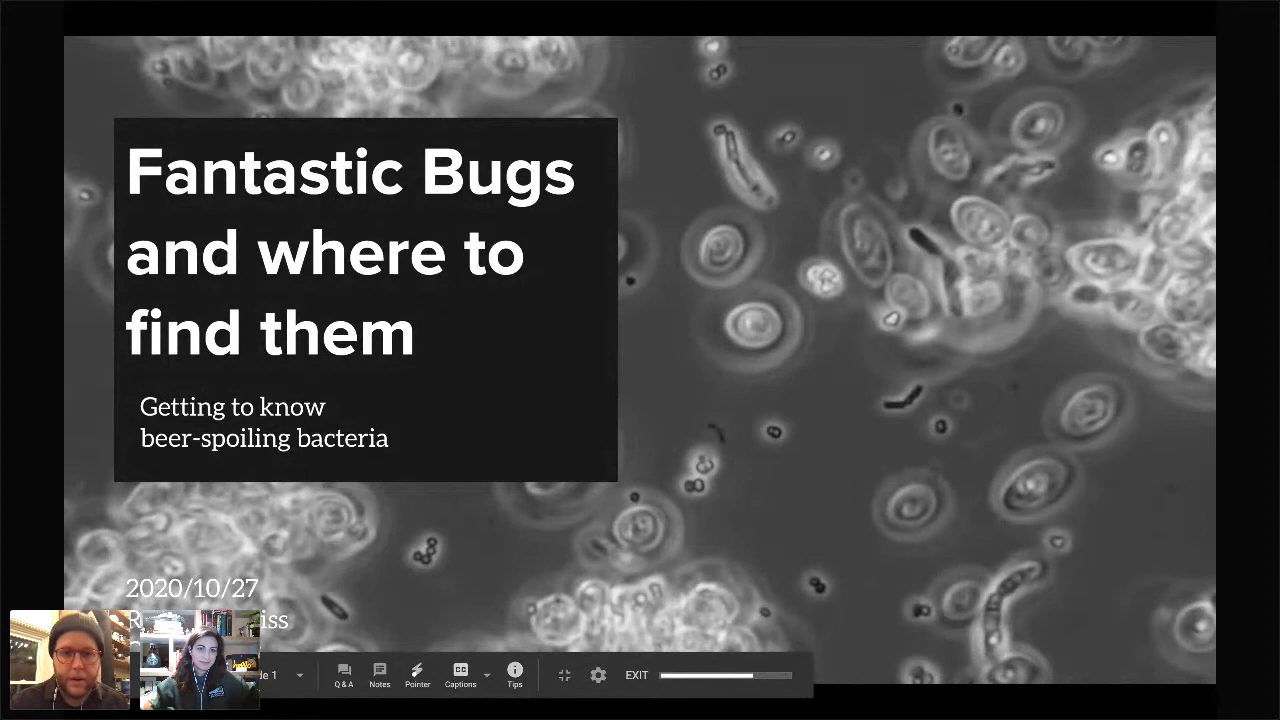 Fantastic Bugs
and where to
find them
Getting to know
beer-spoiling bacteria
2020/10/27
Q & A
Notes
Pointer
Captions
Tips
EXIT